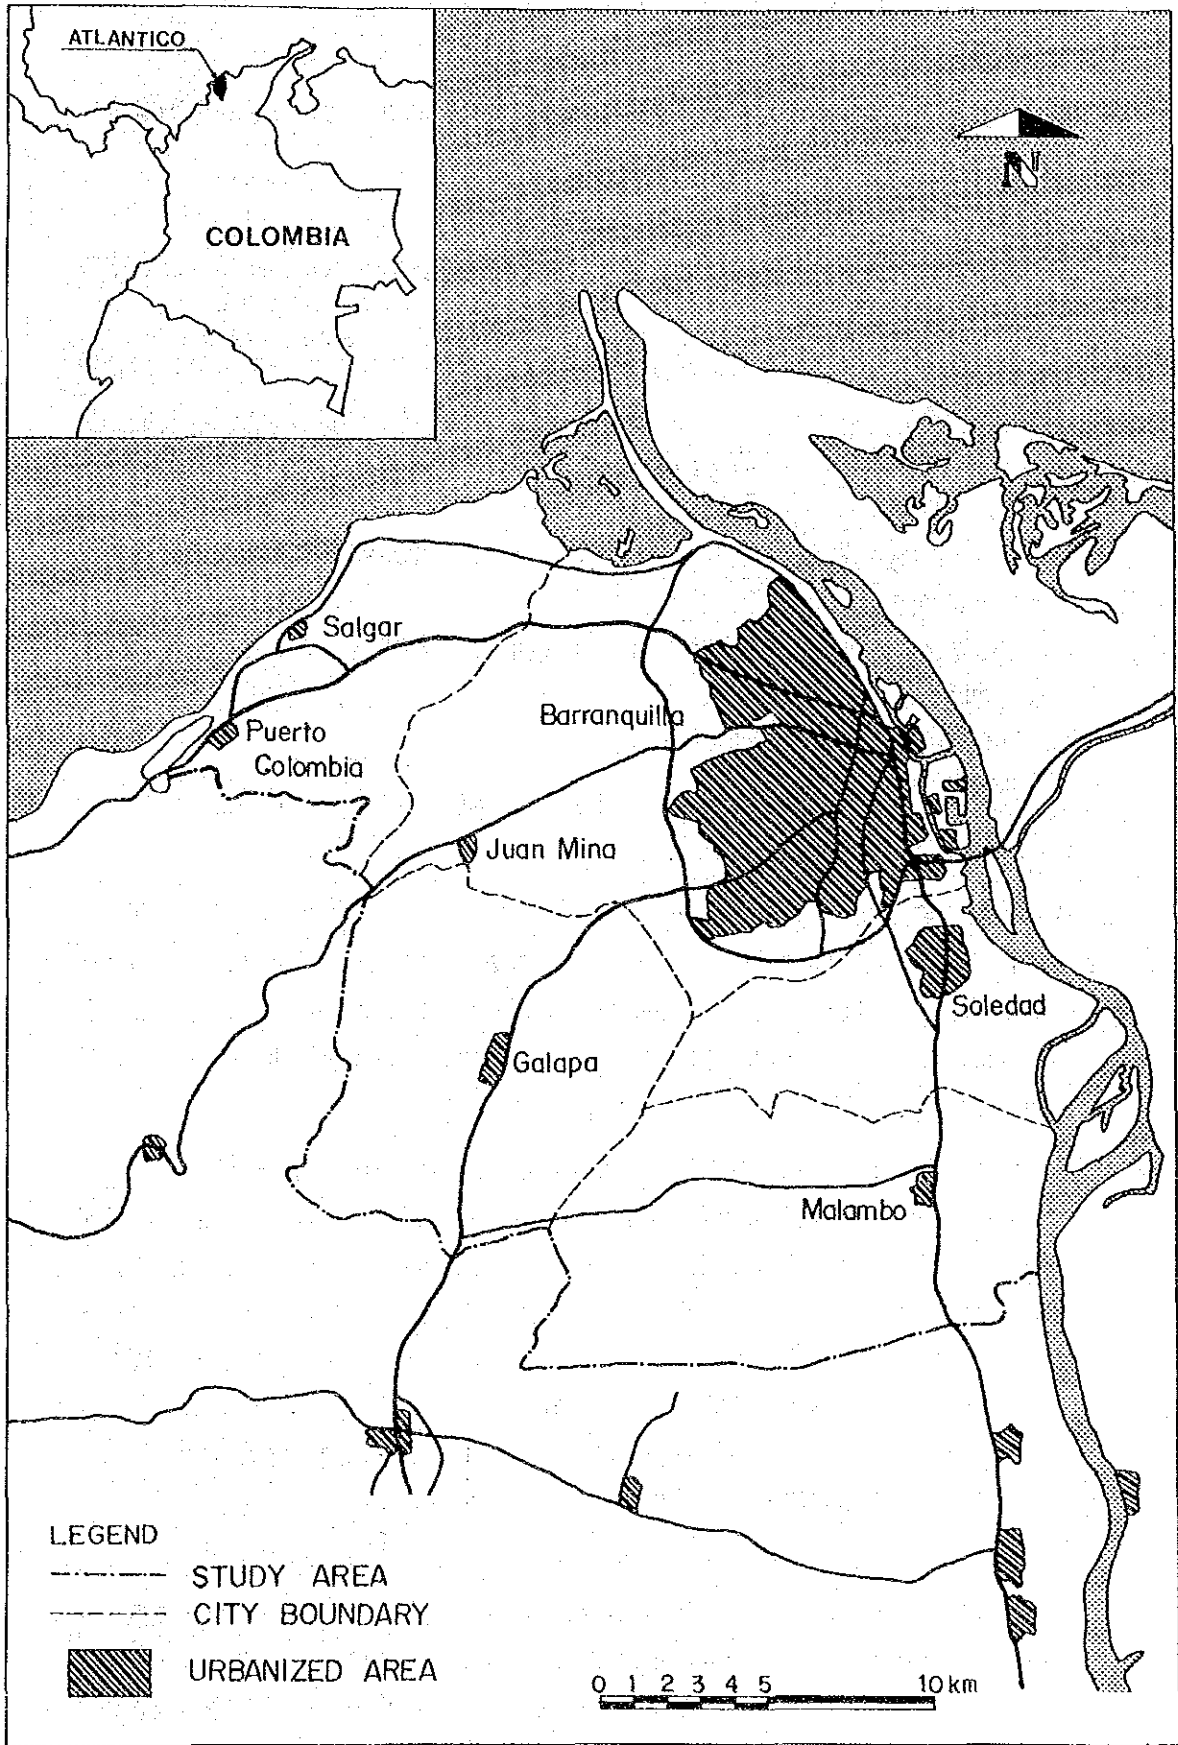 ATLANTICO
COLOMBIA
N
Salgar
Barranquilla
Puerto
Colombia
Juan Mina
Soledad
Galapa
Malambo
LEGEND
STUDY AREA
CITY BOUNDARY
URBANIZED AREA
0 1 2 3 4 5 10 km